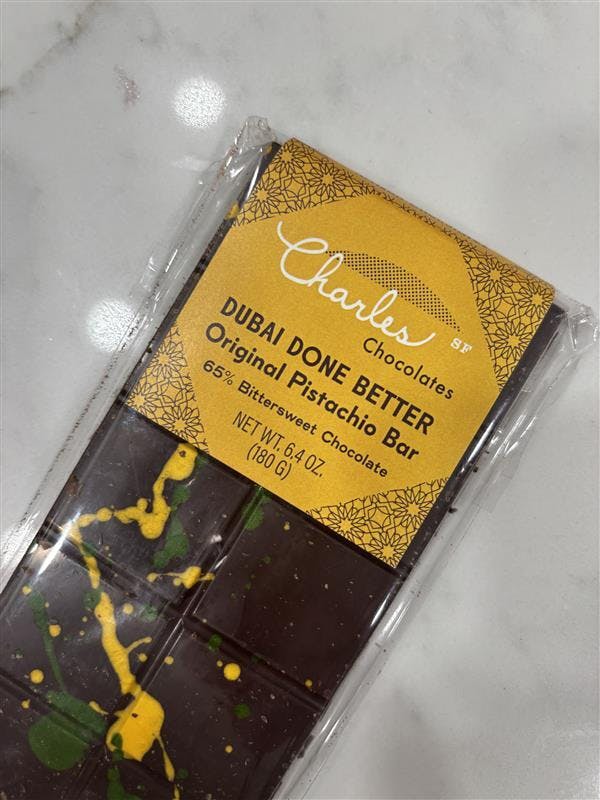 Charles SF
Chocolates
DUBAI DONE BETTER
Original Pistachio Bar
65% Bittersweet Chocolate
NET WT. 6.4 OZ.
(180 G)